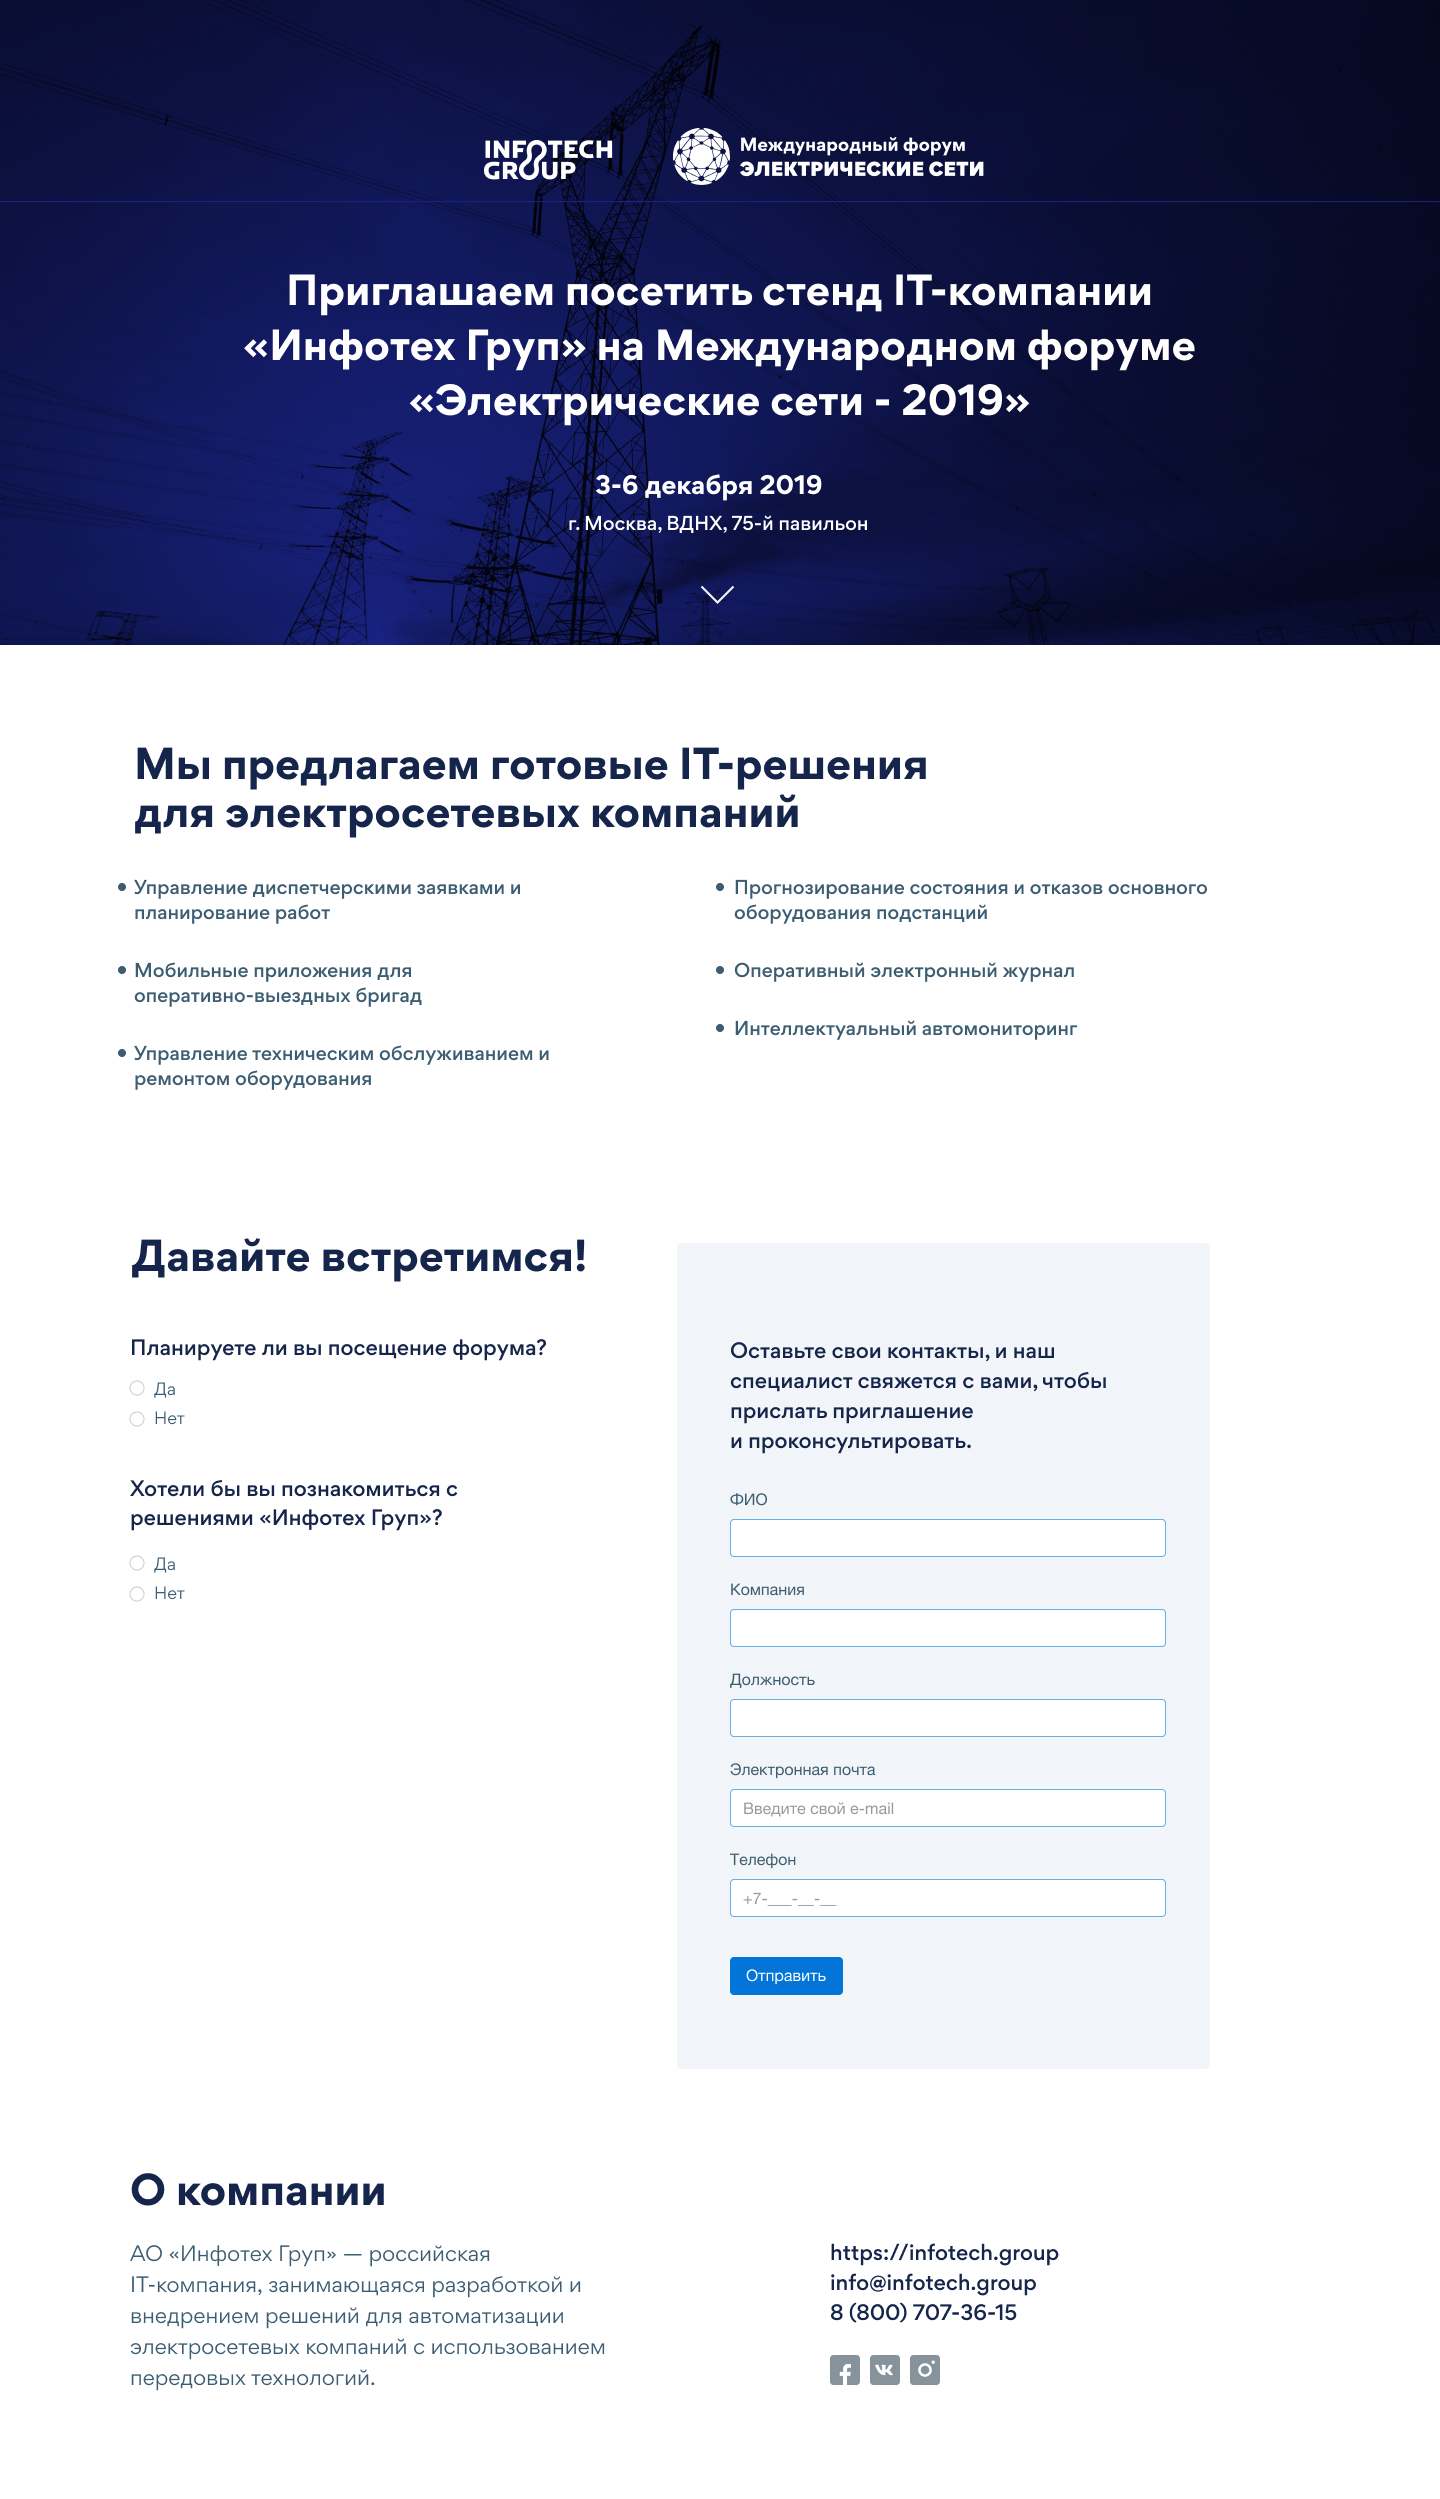 INFOTECH
GROUP
Международный форум
ЭЛЕКТРИЧЕСКИЕ СЕТИ
Приглашаем посетить стенд IT-компании
«Инфотех Груп» на Международном форуме
«Электрические сети - 2019»
3-6 декабря 2019
г. Москва, ВДНХ, 75-й павильон
Мы предлагаем готовые IT-решения
для электросетевых компаний
Управление диспетчерскими заявками и
планирование работ
Мобильные приложения для
оперативно-выездных бригад
Управление техническим обслуживанием и
ремонтом оборудования
Прогнозирование состояния и отказов основного
оборудования подстанций
Оперативный электронный журнал
Интеллектуальный автомониторинг
Давайте встретимся!
Планируете ли вы посещение форума?
Да
Нет
Хотели бы вы познакомиться с
решениями «Инфотех Груп»?
Да
Нет
Оставьте свои контакты, и наш
специалист свяжется с вами, чтобы
прислать приглашение
и проконсультировать.
ФИО
Компания
Должность
Электронная почта
Введите свой e-mail
Телефон
+7-___-__-__
Отправить
О компании
АО «Инфотех Груп» — российская
IT-компания, занимающаяся разработкой и
внедрением решений для автоматизации
электросетевых компаний с использованием
передовых технологий.
https://infotech.group
info@infotech.group
8 (800) 707-36-15